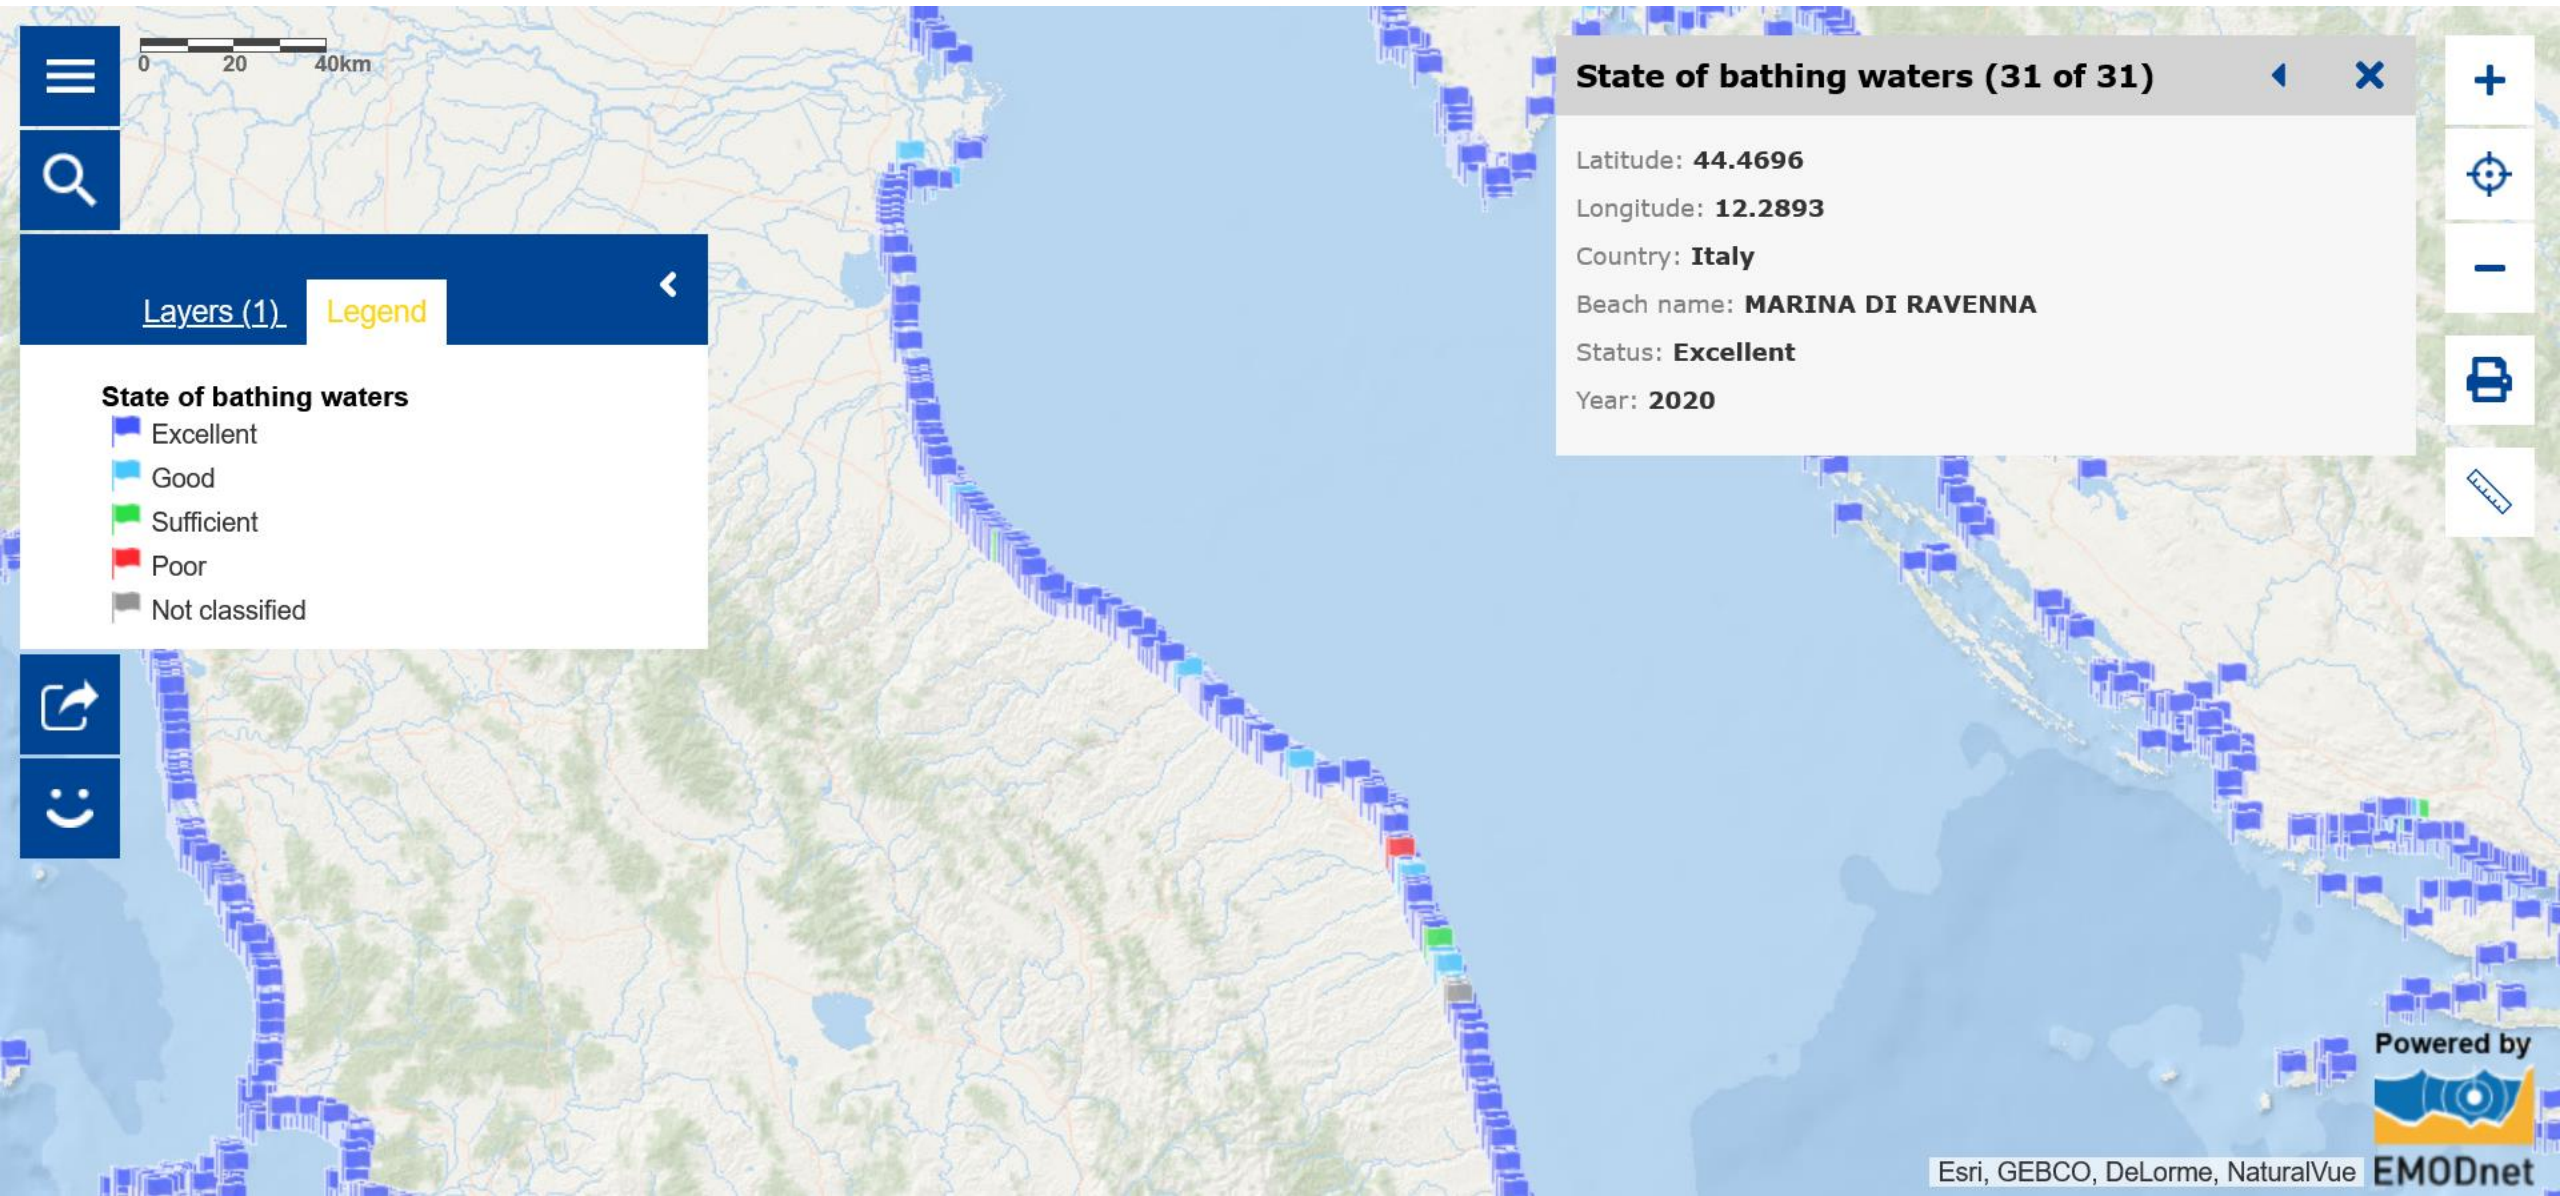 0 20 40km
Layers (1) Legend
State of bathing waters
Excellent
Good
Sufficient
Poor
Not classified
State of bathing waters (31 of 31)
Latitude: 44.4696
Longitude: 12.2893
Country: Italy
Beach name: MARINA DI RAVENNA
Status: Excellent
Year: 2020
Powered by
EMODnet
Esri, GEBCO, DeLorme, NaturalVue